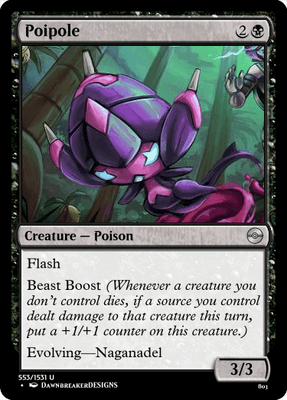 Poipole 2
Creature — Poison
Flash
Beast Boost (Whenever a creature you
don't control dies, if a source you control
dealt damage to that creature this turn,
put a +1/+1 counter on this creature.)
Evolving—Naganadel
3/3
553/1531 U
• DAWNBREAKERDESIGNS
803